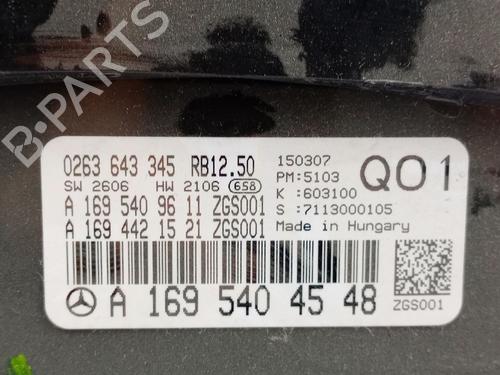 B-PARTS
0263 643 345 RB12.50
SW 2606 HW 2106 658
A 169 540 96 11 ZGS001
A 169 442 15 21 ZGS001
A 169 540 45 48
150307
PM:5103
K :603100
S :7113000105
Made in Hungary
Q01
ZGS001